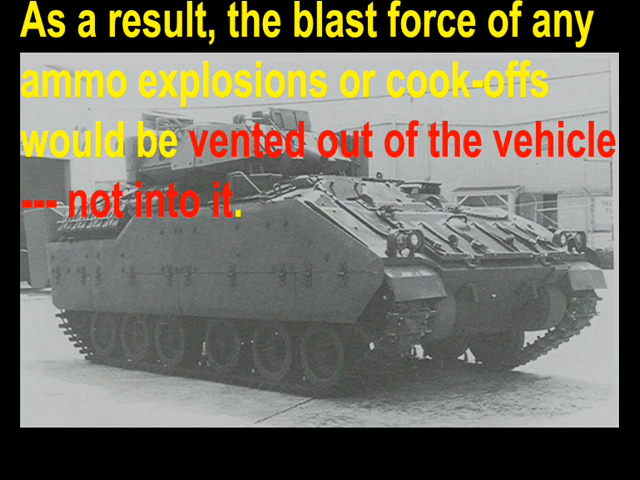 As a result, the blast force of any
ammo explosions or cook-offs
would be vented out of the vehicle
--- not into it.